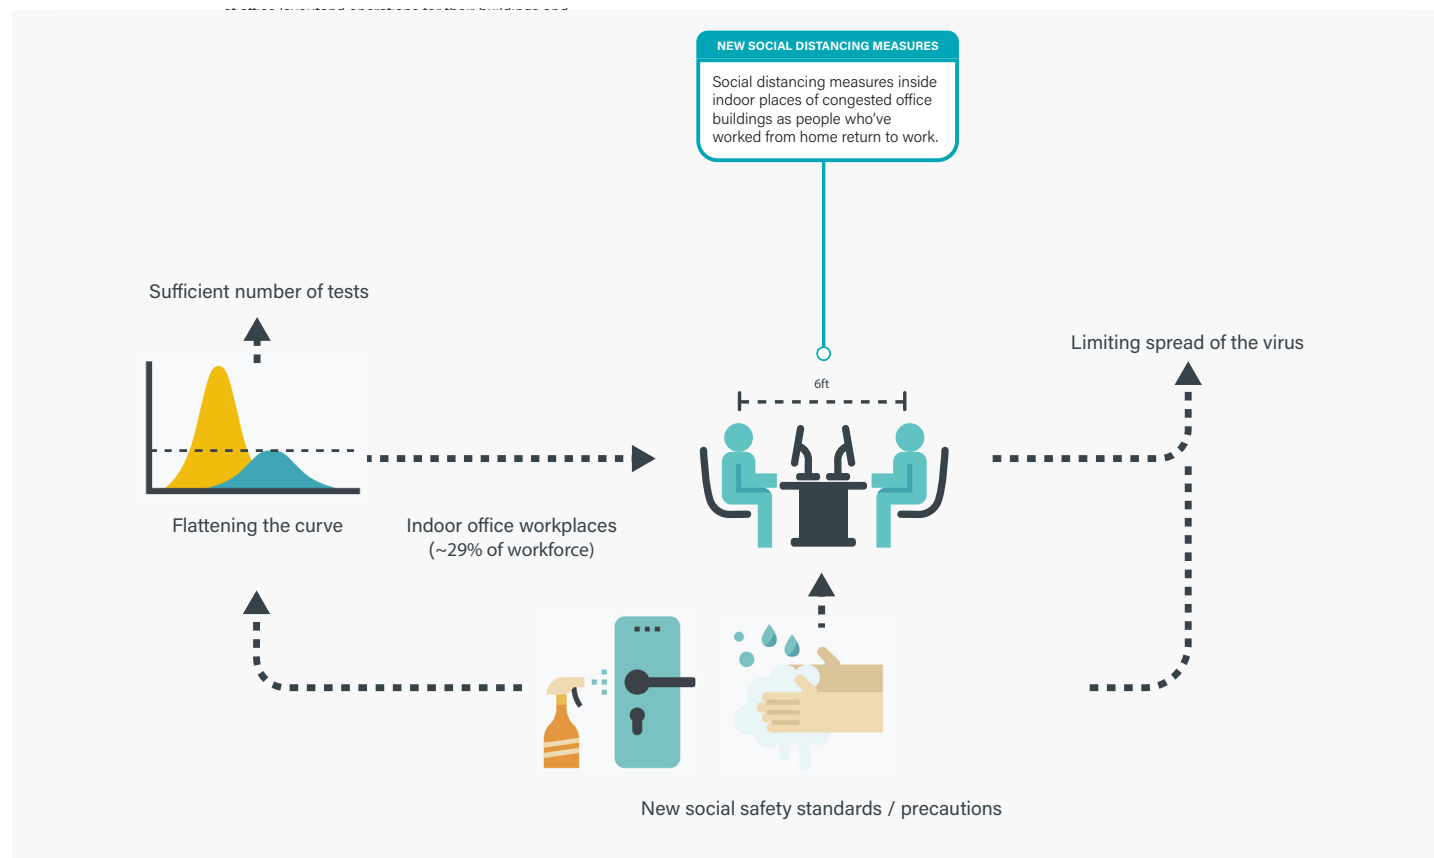 NEW SOCIAL DISTANCING MEASURES
Social distancing measures inside
indoor places of congested office
buildings as people who've
worked from home return to work.
Sufficient number of tests
Limiting spread of the virus
6ft
Flattening the curve
Indoor office workplaces
(~29% of workforce)
New social safety standards / precautions